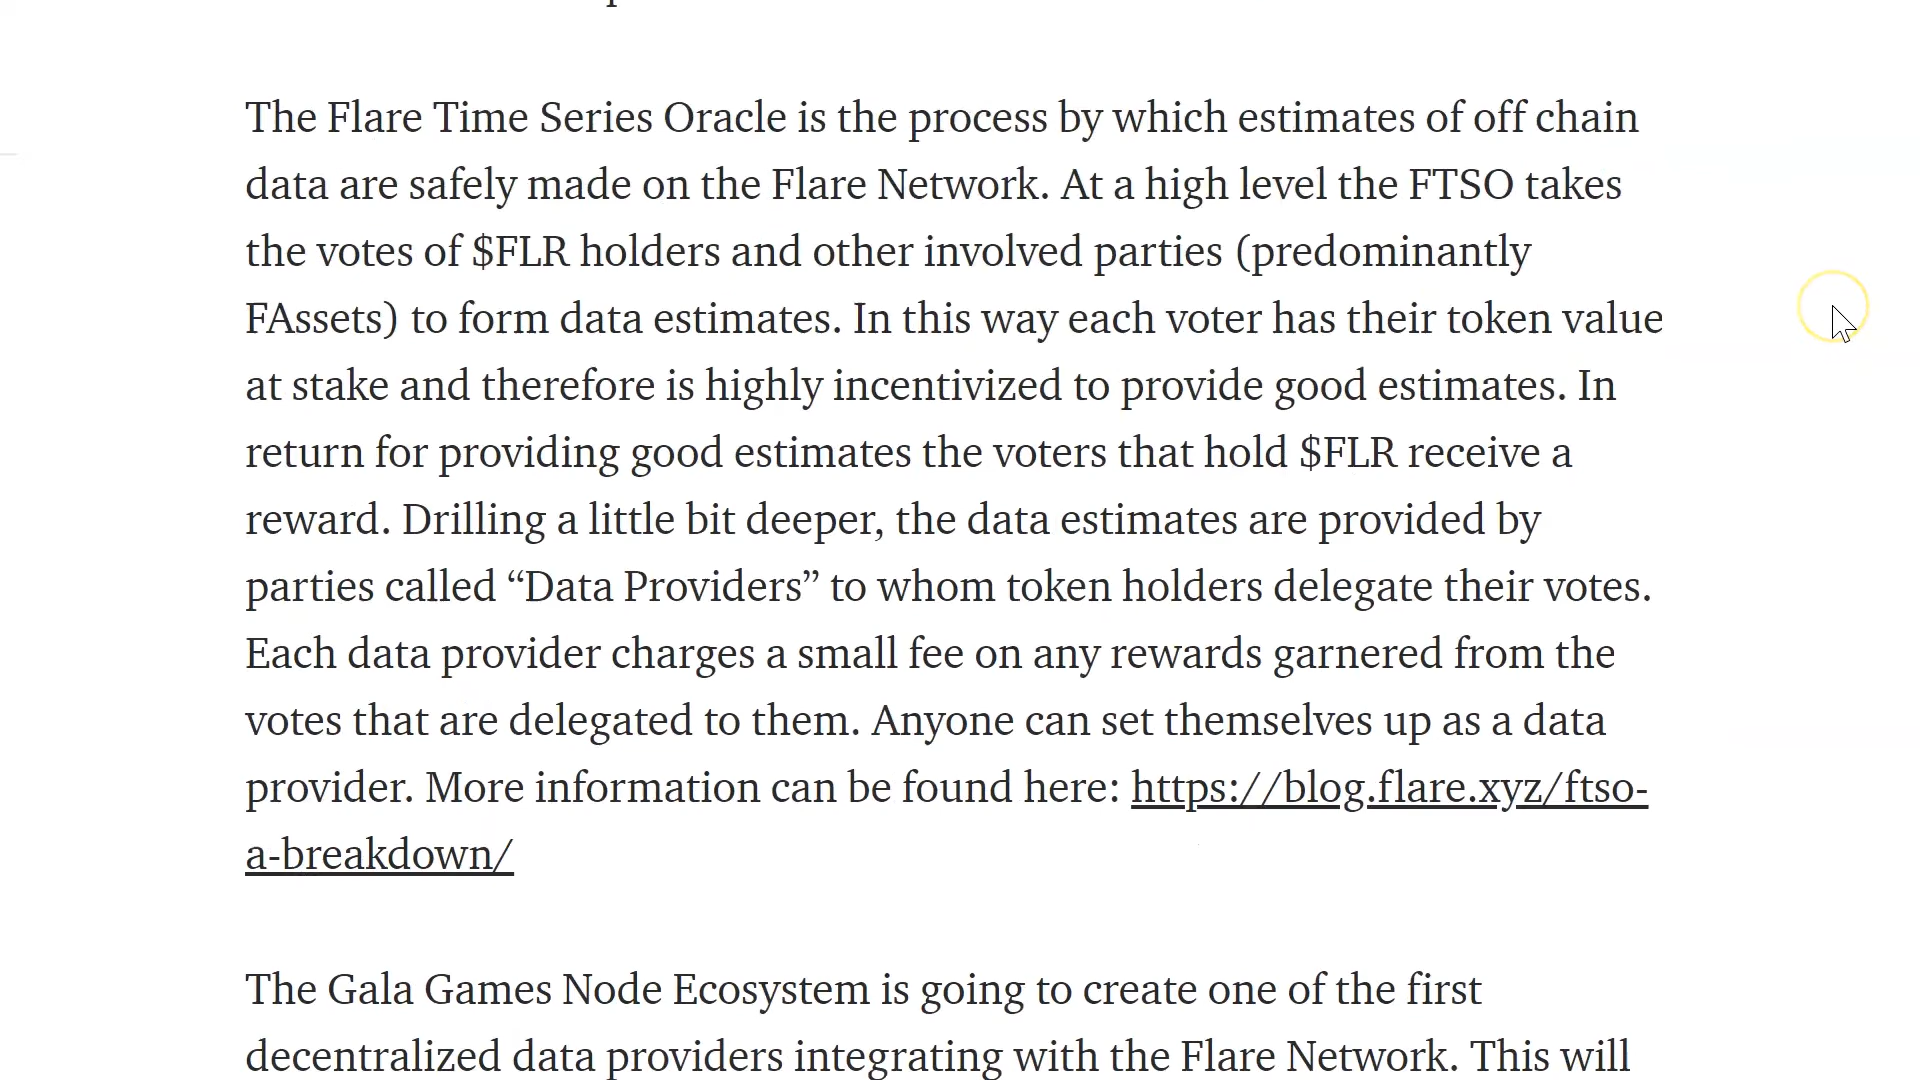 The Flare Time Series Oracle is the process by which estimates of off chain
data are safely made on the Flare Network. At a high level the FTSO takes
the votes of $FLR holders and other involved parties (predominantly
FAssets) to form data estimates. In this way each voter has their token value
at stake and therefore is highly incentivized to provide good estimates. In
return for providing good estimates the voters that hold $FLR receive a
reward. Drilling a little bit deeper, the data estimates are provided by
parties called “Data Providers” to whom token holders delegate their votes.
Each data provider charges a small fee on any rewards garnered from the
votes that are delegated to them. Anyone can set themselves up as a data
provider. More information can be found here: https://blog.flare.xyz/ftso-
a-breakdown/
The Gala Games Node Ecosystem is going to create one of the first
decentralized data providers integrating with the Flare Network. This will